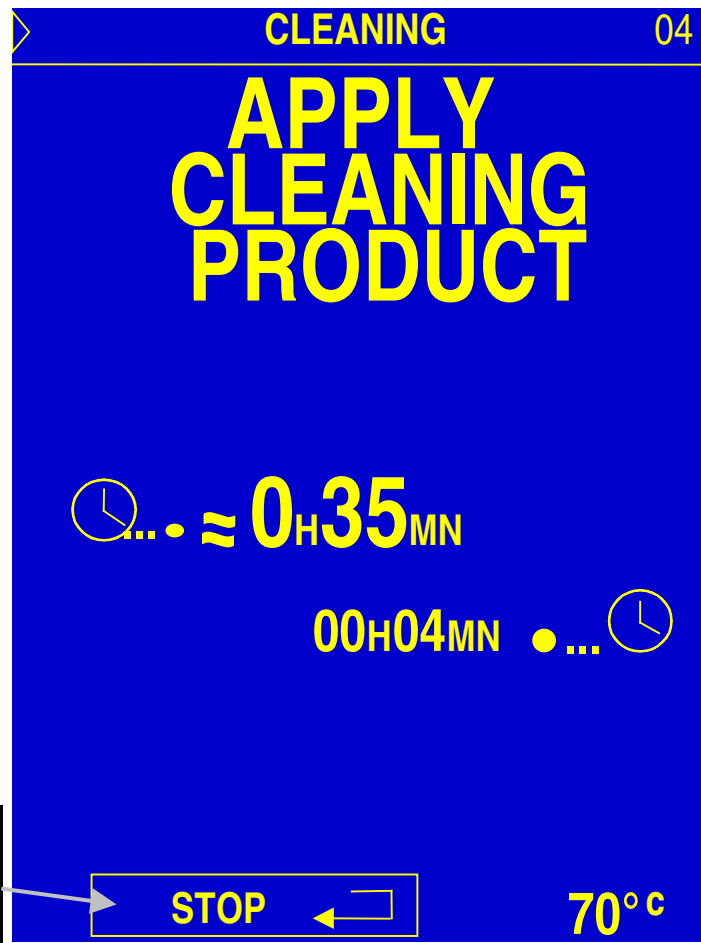 CLEANING 04
APPLY
CLEANING
PRODUCT
≈ 0H35MN
00H04MN
STOP
70°C